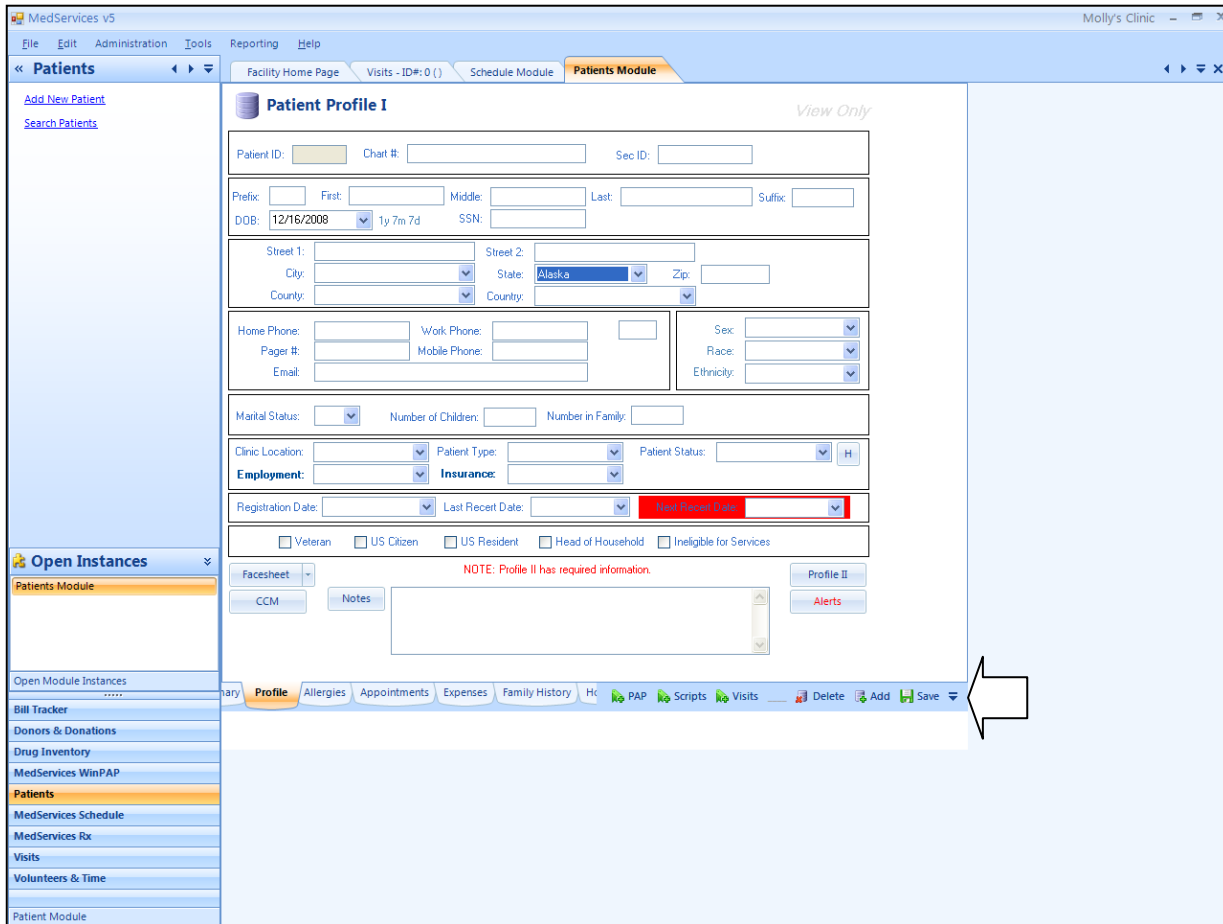 MedServices v5 Molly's Clinic
File Edit Administration Tools Reporting Help
« Patients
Facility Home Page Visits - ID#: 0 ( ) Schedule Module Patients Module
Add New Patient
Search Patients
Patient Profile I
View Only
Patient ID: Chart #: Sec ID:
Prefix: First: Middle: Last: Suffix:
DOB: 12/16/2008 1y 7m 7d SSN:
Street 1: Street 2:
City: State: Alaska Zip:
County: Country:
Home Phone: Work Phone: Sex:
Pager #: Mobile Phone: Race:
Email: Ethnicity:
Marital Status: Number of Children: Number in Family:
Clinic Location: Patient Type: Patient Status: H
Employment: Insurance:
Registration Date: Last Recert Date: Next Recert Date:
Veteran US Citizen US Resident Head of Household Ineligible for Services
Facesheet NOTE: Profile II has required information. Profile II
CCM Notes Alerts
Open Instances
Patients Module
Open Module Instances
ary Profile Allergies Appointments Expenses Family History PAP Scripts Visits Delete Add Save
Bill Tracker
Donors & Donations
Drug Inventory
MedServices WinPAP
Patients
MedServices Schedule
MedServices Rx
Visits
Volunteers & Time
Patient Module